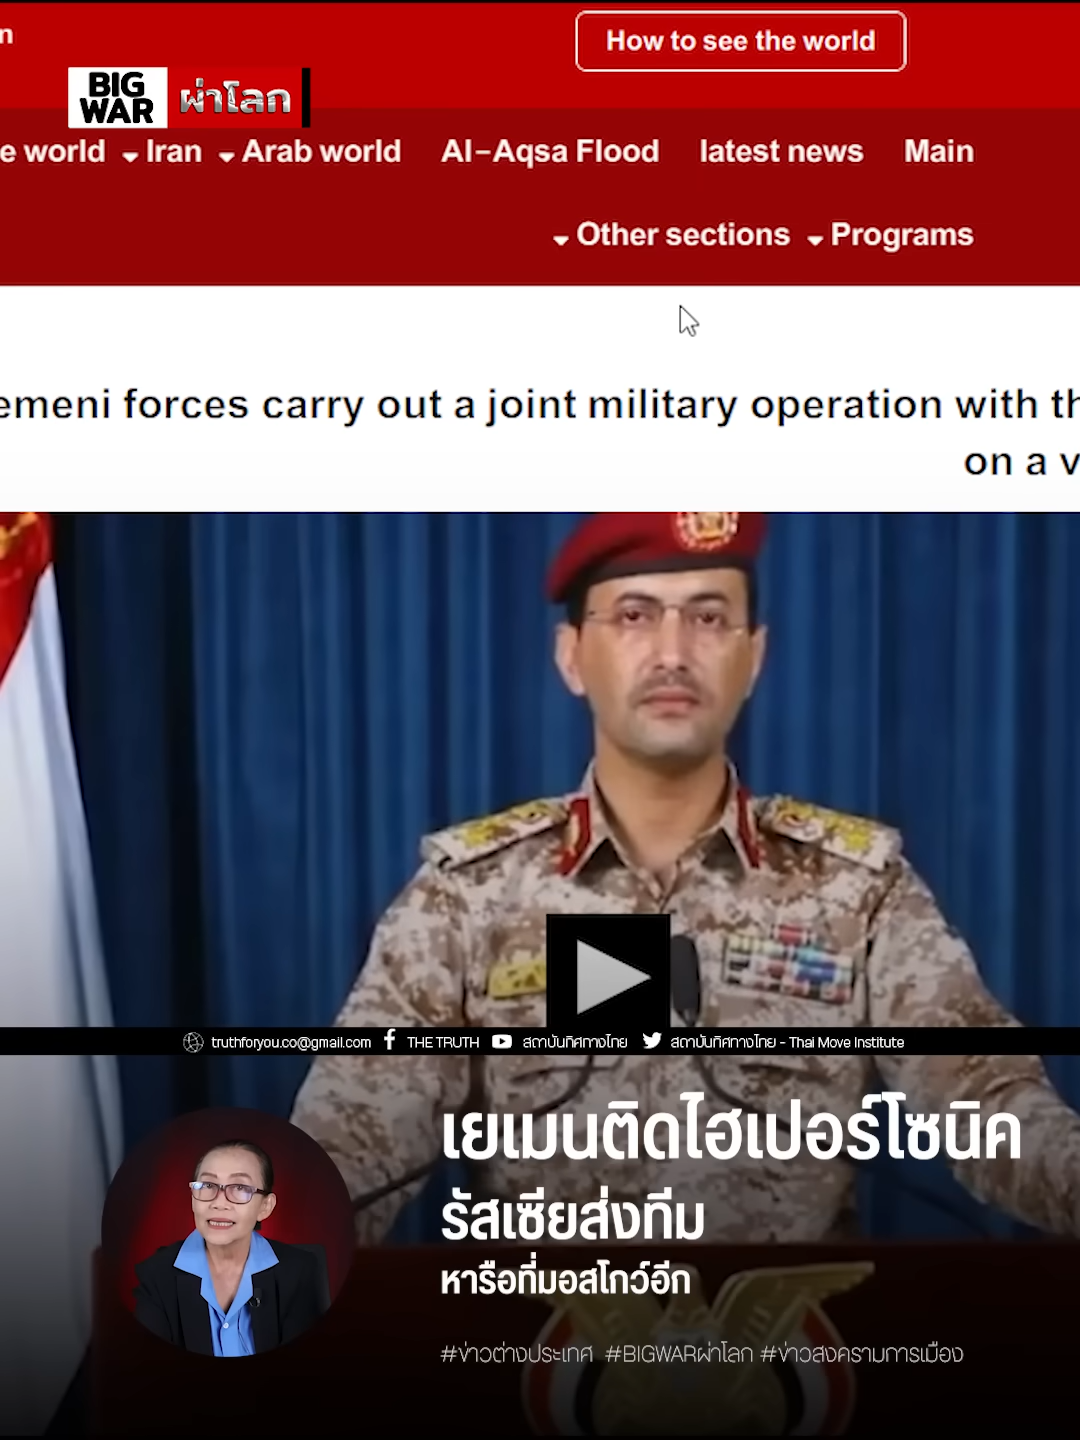 n
How to see the world
BIG
WAR
ผ่าโลก
e world
Iran
Arab world
Al-Aqsa Flood
latest news
Main
Other sections
Programs
emeni forces carry out a joint military operation with th
on a v
truthforyou.co@gmail.com
THE TRUTH
สถาบันทิศทางไทย
สถาบันทิศทางไทย - Thai Move Institute
เยเมนติดไฮเปอร์โซนิค
รัสเซียส่งทีม
หารือที่มอสโกว์อีก
#ข่าวต่างประเทศ #BIGWARผ่าโลก #ข่าวสงครามการเมือง